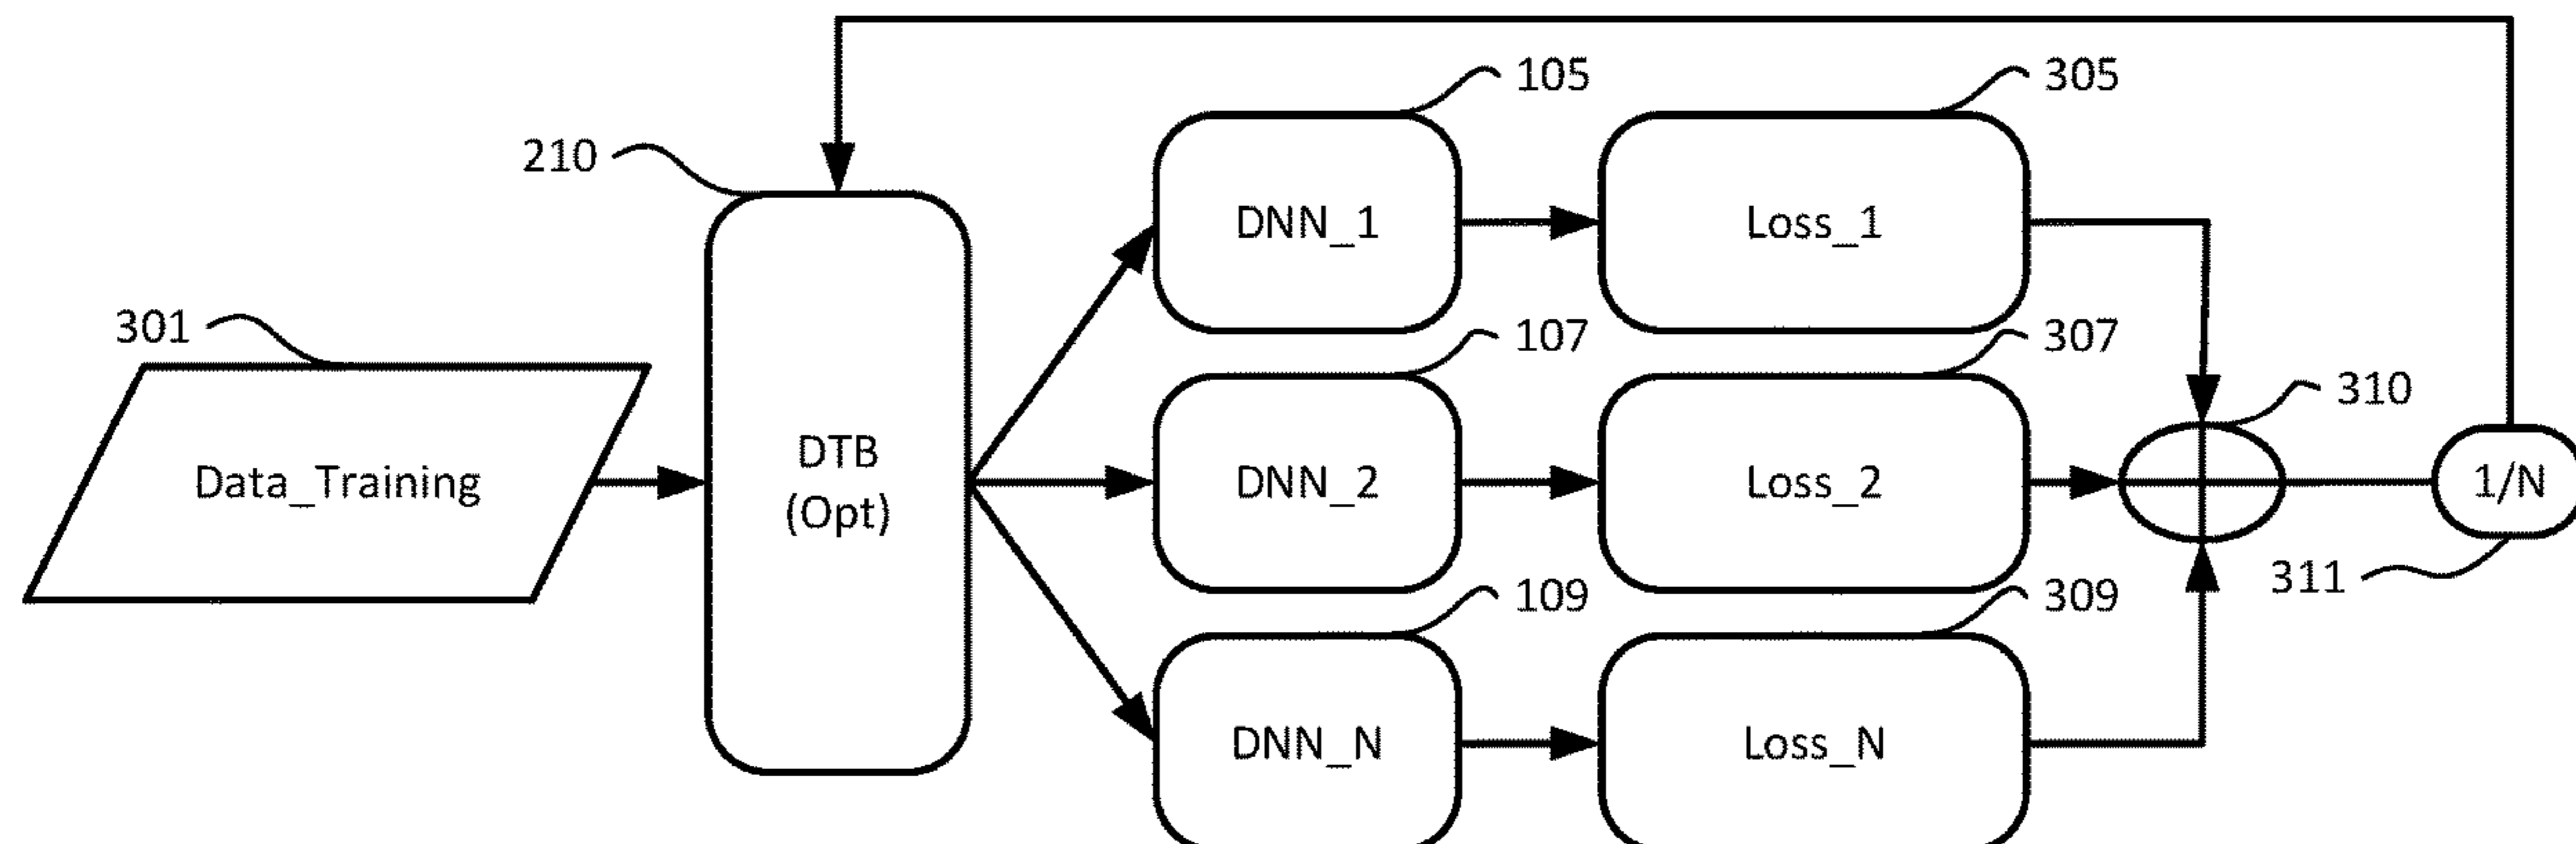 105
305
210
DNN_1
Loss_1
301
107
307
310
Data_Training
DTB
(Opt)
DNN_2
Loss_2
1/N
311
109
309
DNN_N
Loss_N